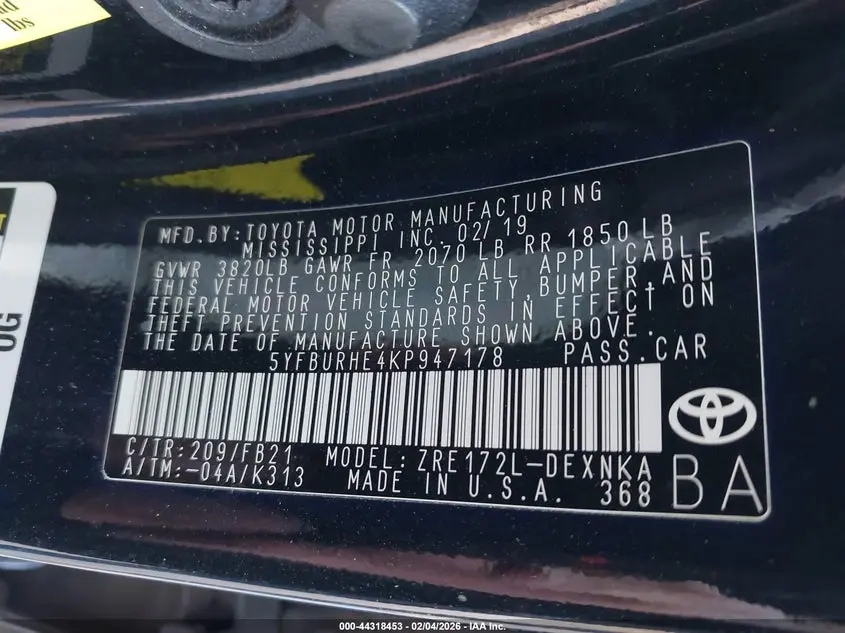 nd
lbs
OG
MFD.BY:TOYOTA MOTOR MANUFACTURING
MISSISSIPPI INC. 02/19
GVWR 3820LB GAWR FR 2070 LB RR 1850 LB
THIS VEHICLE CONFORMS TO ALL APPLICABLE
FEDERAL MOTOR VEHICLE SAFETY,BUMPER,AND
THEFT PREVENTION STANDARDS IN EFFECT ON
THE DATE OF MANUFACTURE SHOWN ABOVE.
5YFBURHE4KP947178 PASS.CAR
C/TR:209/FB21 MODEL:ZRE172L-DEXNKA
A/TM:-04A/K313 MADE IN U.S.A. 368
BA
000-44318453 - 02/04/2026 - IAA Inc.